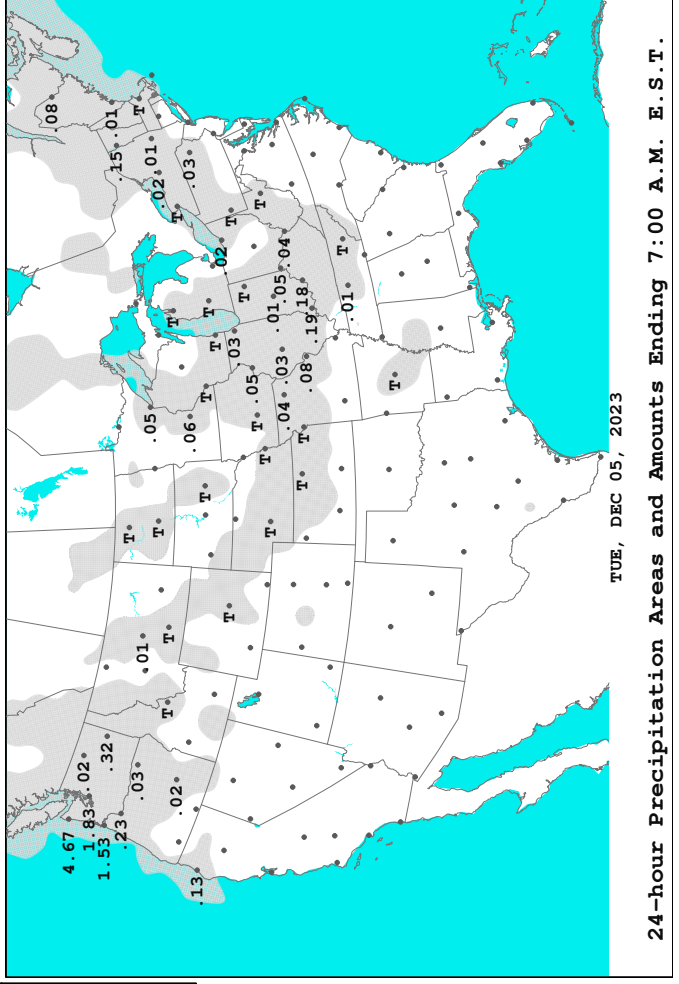 4.67
1.83
1.53
.23
.02
.32
.03
.02
.13
T
.01
T
T
T
T
T
T
T
T
T
.05
.06
T
.05
T
.04
.03
.08
T
T
T
T
.03
T
.01
.05
.04
.18
.19
.01
T
.02
T
T
T
.02
.01
.03
.15
.01
T
.08
TUE, DEC 05, 2023
24-hour Precipitation Areas and Amounts Ending 7:00 A.M. E.S.T.